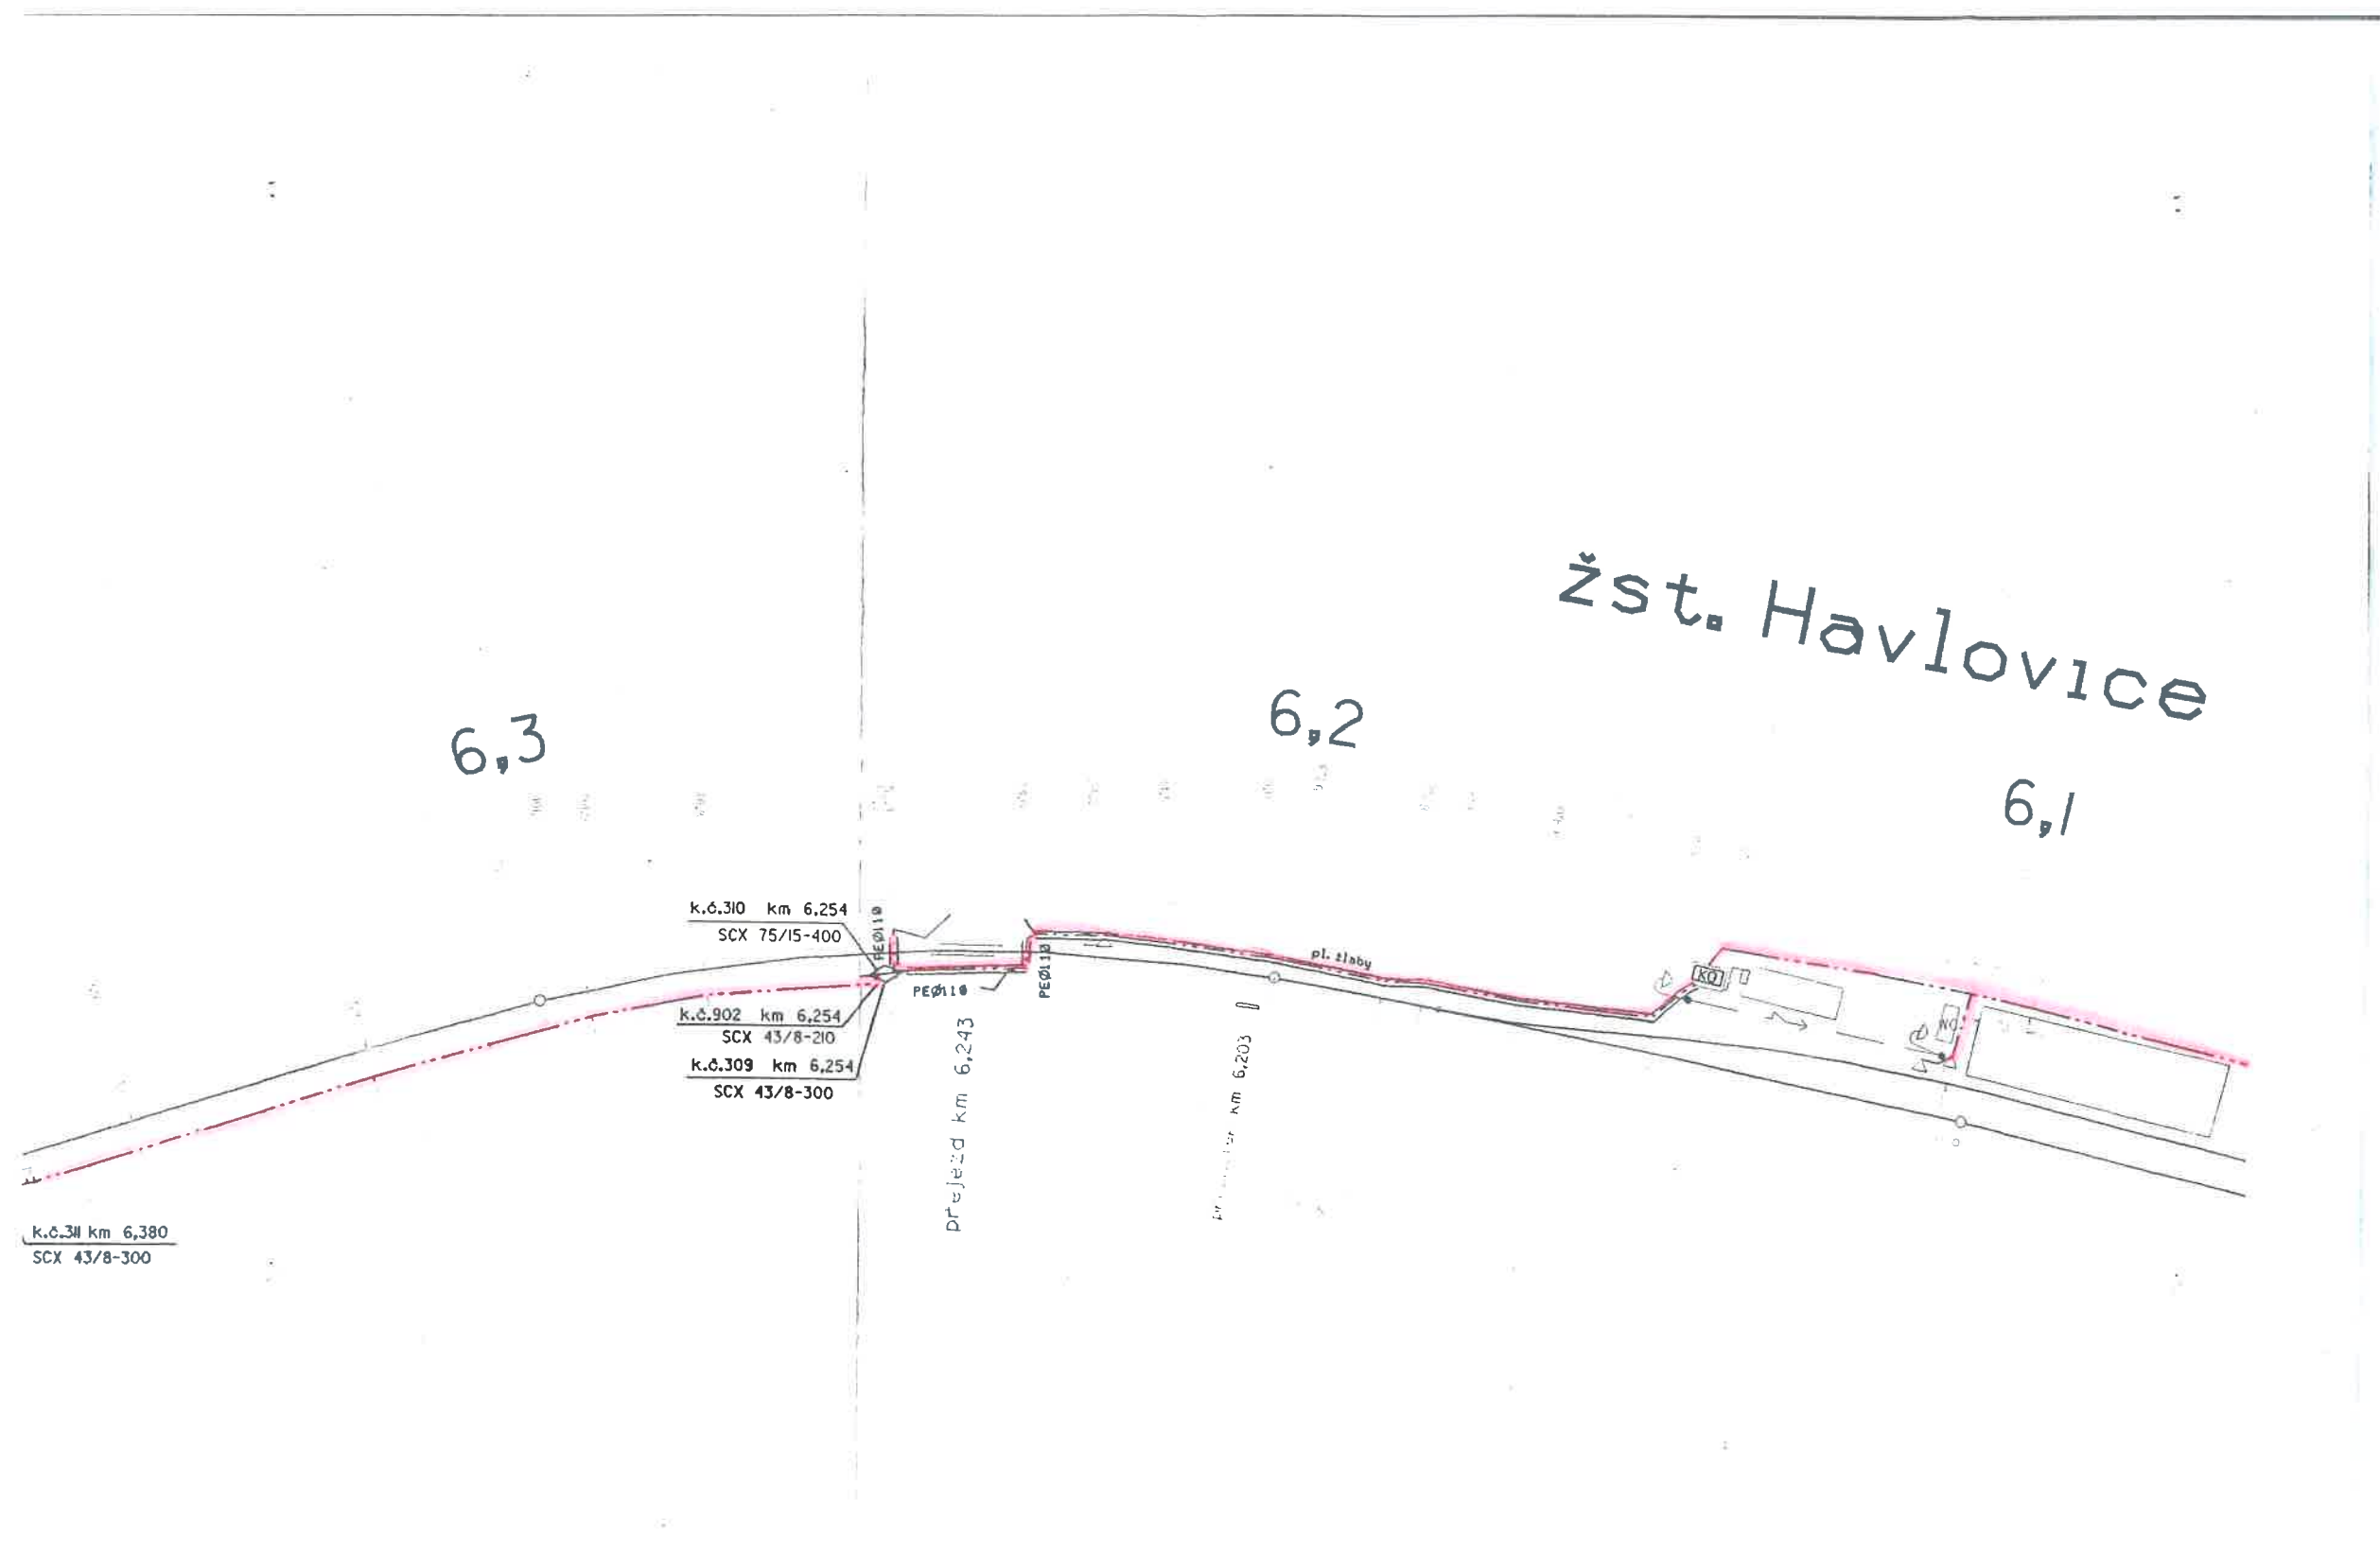 žst. Havlovice
6,3
6,2
6,1
k.č.310 km 6,254
SCX 75/15-400
PEØ110
PEØ110
PEØ110
pl. žlaby
KO
k.č.902 km 6,254
SCX 43/8-210
k.č.309 km 6,254
SCX 43/8-300
přejezd km 6,243
km 6,203
k.č.311 km 6,380
SCX 43/8-300